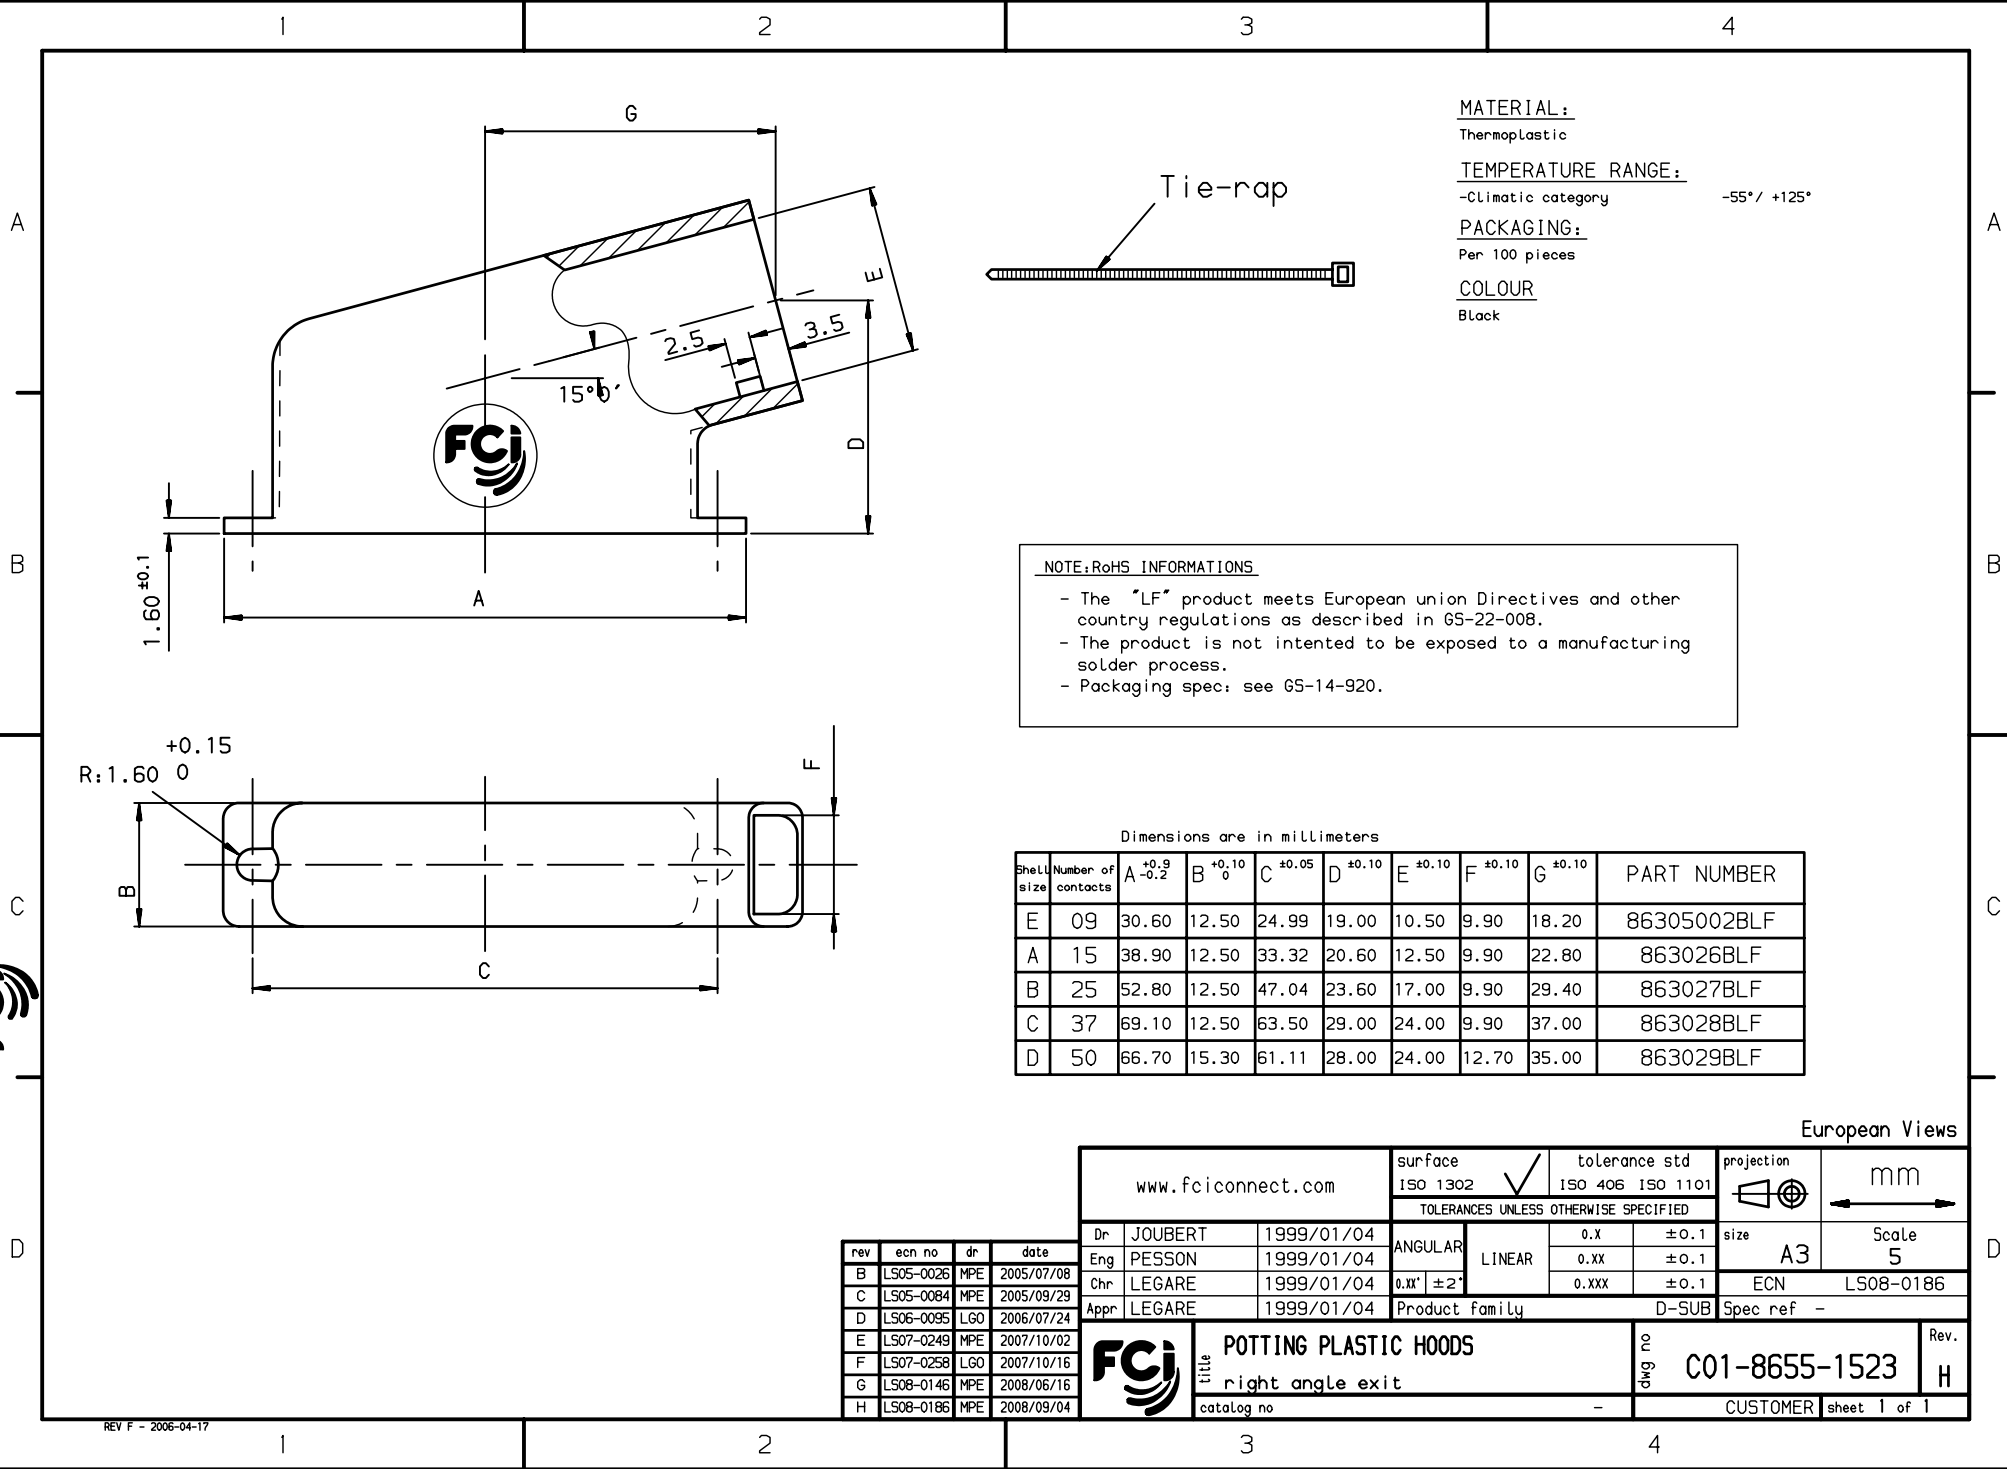 1 2 3 4
A
B
C
D
A
B
C
D
G
E
2.5
3.5
15°0′
D
FCi
1.60 ±0.1
A
Tie-rap
MATERIAL:
Thermoplastic
TEMPERATURE RANGE:
-Climatic category -55°/ +125°
PACKAGING:
Per 100 pieces
COLOUR
Black
NOTE:RoHS INFORMATIONS
- The "LF" product meets European union Directives and other
country regulations as described in GS-22-008.
- The product is not intented to be exposed to a manufacturing
solder process.
- Packaging spec: see GS-14-920.
+0.15
R:1.60 0
B
C
F
Dimensions are in millimeters
Shell size Number of contacts A +0.9 -0.2 B +0.10 0 C ±0.05 D ±0.10 E ±0.10 F ±0.10 G ±0.10 PART NUMBER
E 09 30.60 12.50 24.99 19.00 10.50 9.90 18.20 86305002BLF
A 15 38.90 12.50 33.32 20.60 12.50 9.90 22.80 863026BLF
B 25 52.80 12.50 47.04 23.60 17.00 9.90 29.40 863027BLF
C 37 69.10 12.50 63.50 29.00 24.00 9.90 37.00 863028BLF
D 50 66.70 15.30 61.11 28.00 24.00 12.70 35.00 863029BLF
European Views
www.fciconnect.com
surface
ISO 1302
tolerance std
ISO 406 ISO 1101
projection
mm
TOLERANCES UNLESS OTHERWISE SPECIFIED
Dr JOUBERT 1999/01/04
Eng PESSON 1999/01/04
Chr LEGARE 1999/01/04
Appr LEGARE 1999/01/04
ANGULAR
0.XX° ±2°
LINEAR
0.X ±0.1
0.XX ±0.1
0.XXX ±0.1
size A3
Scale 5
ECN LS08-0186
Product family D-SUB
Spec ref -
rev ecn no dr date
B LS05-0026 MPE 2005/07/08
C LS05-0084 MPE 2005/09/29
D LS06-0095 LGO 2006/07/24
E LS07-0249 MPE 2007/10/02
F LS07-0258 LGO 2007/10/16
G LS08-0146 MPE 2008/06/16
H LS08-0186 MPE 2008/09/04
FCi
title
POTTING PLASTIC HOODS
right angle exit
dwg no
C01-8655-1523
Rev.
H
catalog no -
CUSTOMER
sheet 1 of 1
REV F - 2006-04-17
1 2 3 4